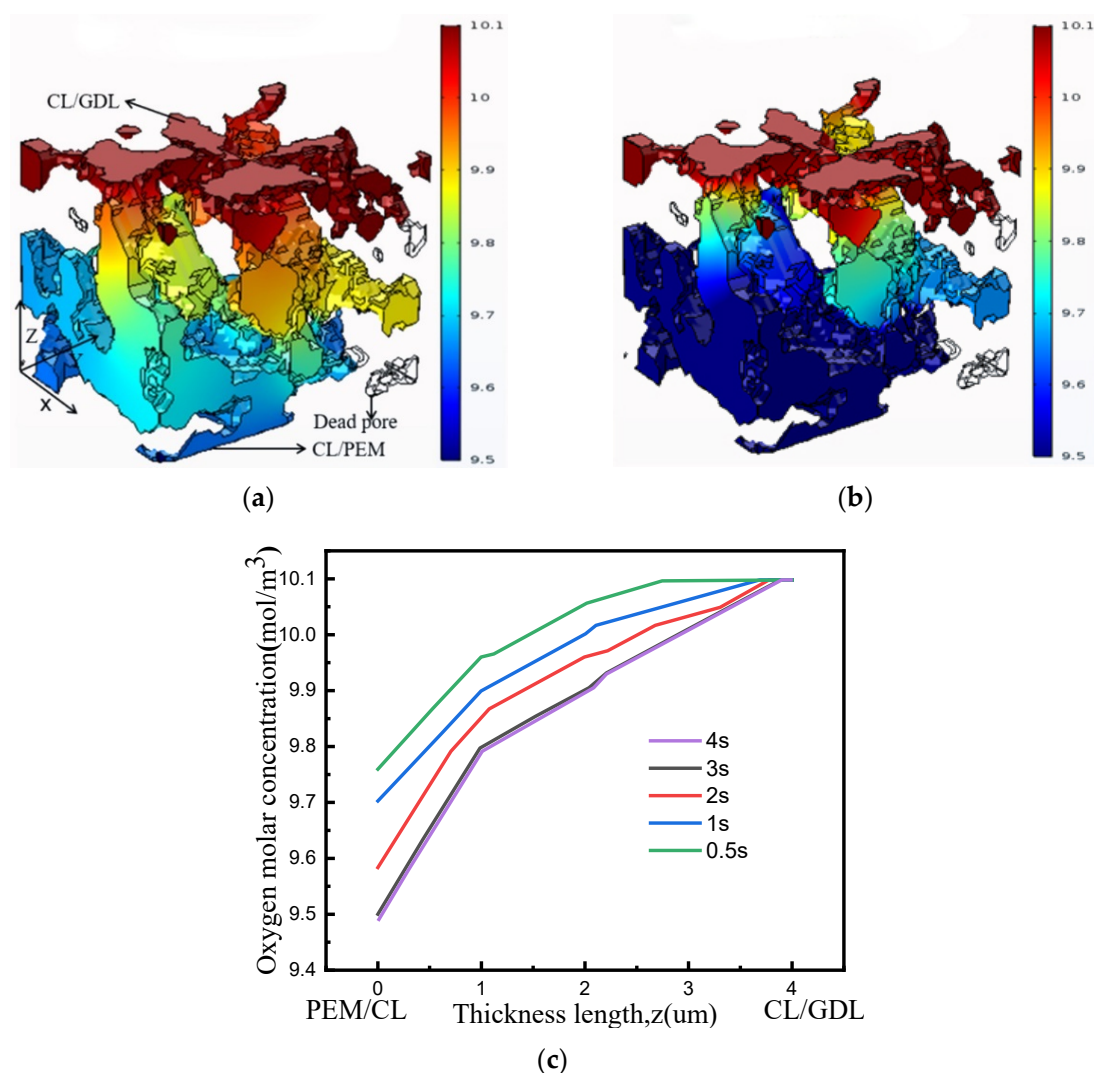 10.1
10
9.9
9.8
9.7
9.6
9.5
CL/GDL
Z
Y
X
Dead pore
CL/PEM
(a)
10.1
10
9.9
9.8
9.7
9.6
9.5
(b)
Oxygen molar concentration(mol/m³)
10.1
10.0
9.9
9.8
9.7
9.6
9.5
9.4
4s
3s
2s
1s
0.5s
0 1 2 3 4
PEM/CL Thickness length,z(um) CL/GDL
(c)